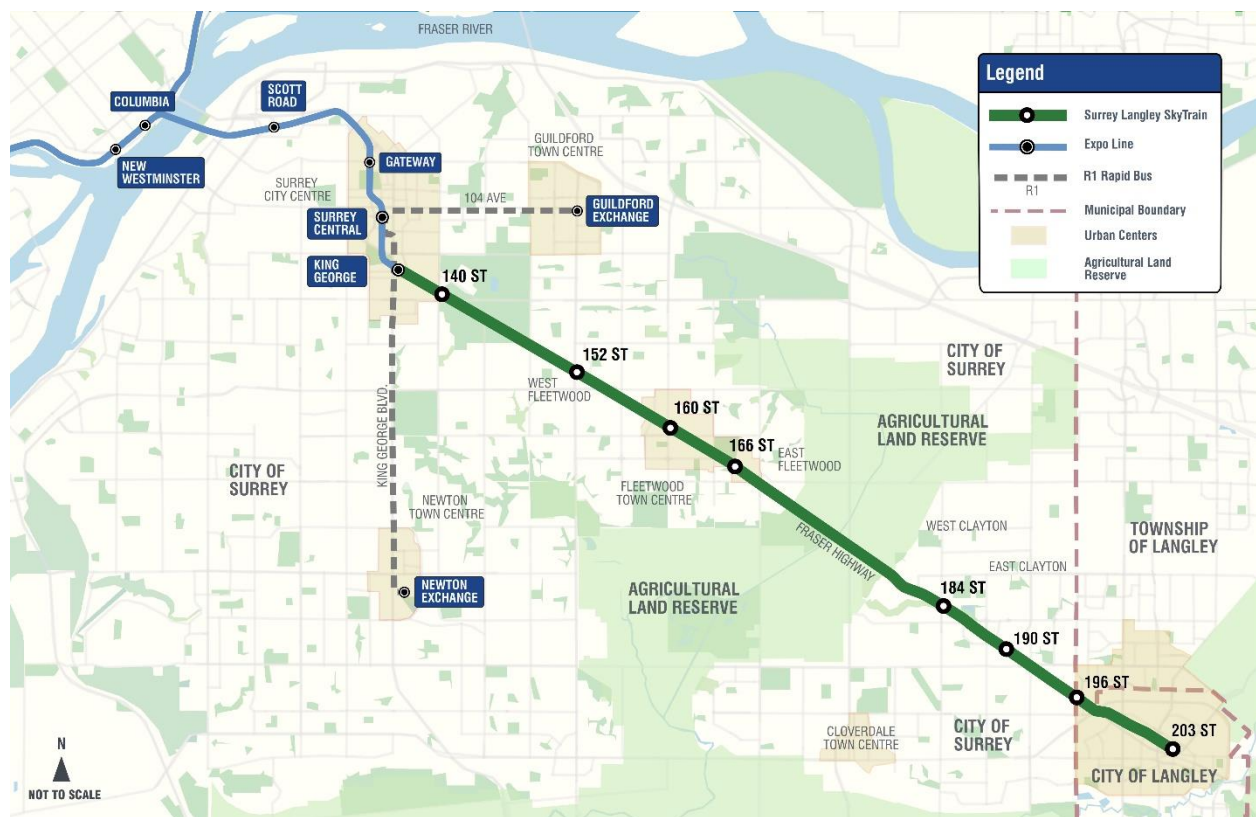 FRASER RIVER
Legend
Surrey Langley SkyTrain
Expo Line
R1 Rapid Bus
R1
Municipal Boundary
Urban Centers
Agricultural Land
Reserve
COLUMBIA
SCOTT
ROAD
NEW
WESTMINSTER
GATEWAY
GUILDFORD
TOWN CENTRE
SURREY
CITY CENTRE
104 AVE
SURREY
CENTRAL
GUILDFORD
EXCHANGE
KING
GEORGE
140 ST
152 ST
WEST
FLEETWOOD
CITY OF
SURREY
160 ST
AGRICULTURAL
LAND RESERVE
166 ST
EAST
FLEETWOOD
KING GEORGE BLVD.
CITY OF
SURREY
FLEETWOOD
TOWN CENTRE
NEWTON
TOWN CENTRE
WEST CLAYTON
TOWNSHIP
OF LANGLEY
FRASER HIGHWAY
EAST CLAYTON
NEWTON
EXCHANGE
AGRICULTURAL
LAND RESERVE
184 ST
190 ST
196 ST
CLOVERDALE
TOWN CENTRE
CITY OF
SURREY
203 ST
CITY OF LANGLEY
N
NOT TO SCALE